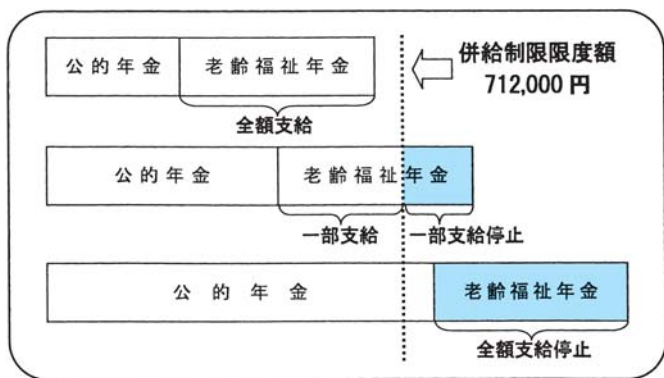 公的年金 老齢福祉年金
併給制限限度額
712,000円
全額支給
公的年金 老齢福祉年金
一部支給 一部支給停止
公的年金 老齢福祉年金
全額支給停止